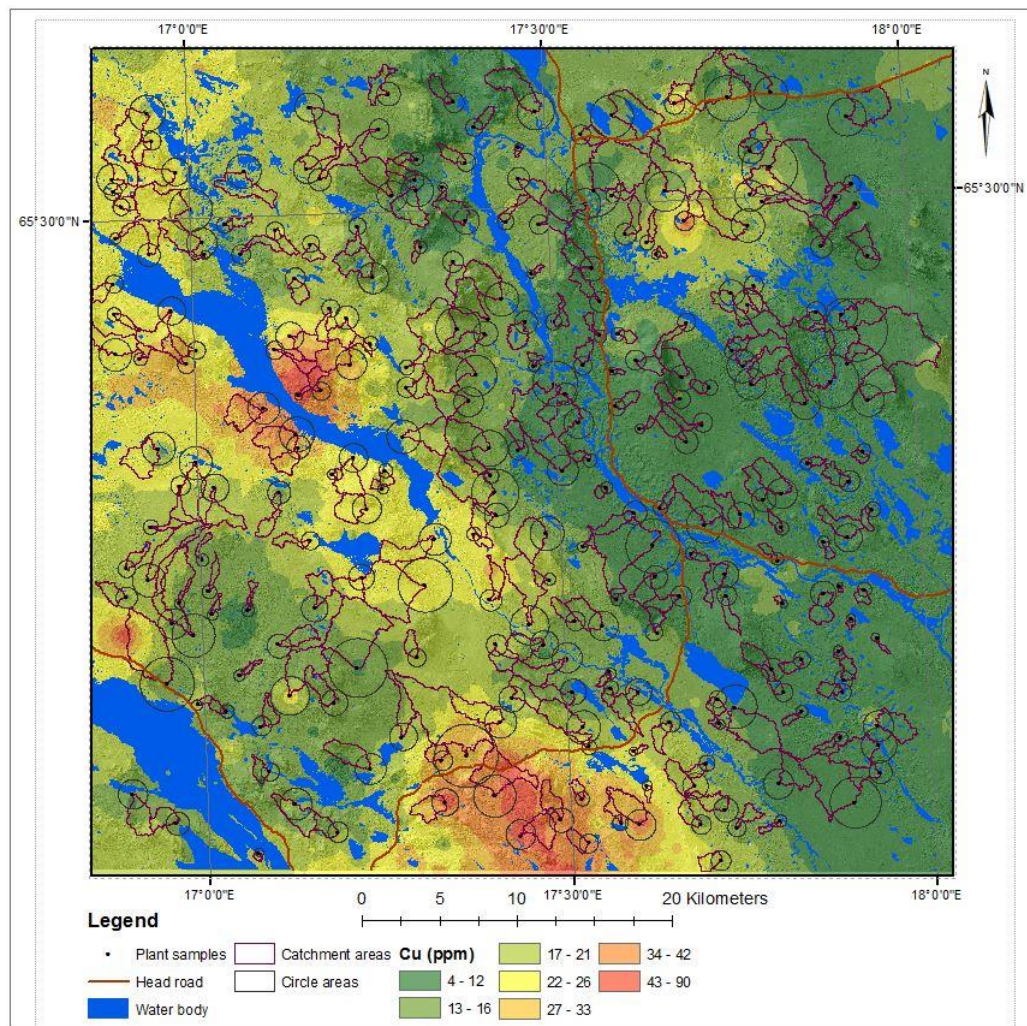 17°0'0"E 17°30'0"E 18°0'0"E
N
65°30'0"N
65°30'0"N
17°0'0"E 17°30'0"E 18°0'0"E
0 5 10 20 Kilometers
Legend
Plant samples Catchment areas Cu (ppm) 17 - 21 34 - 42
Head road Circle areas 4 - 12 22 - 26 43 - 90
Water body 13 - 16 27 - 33